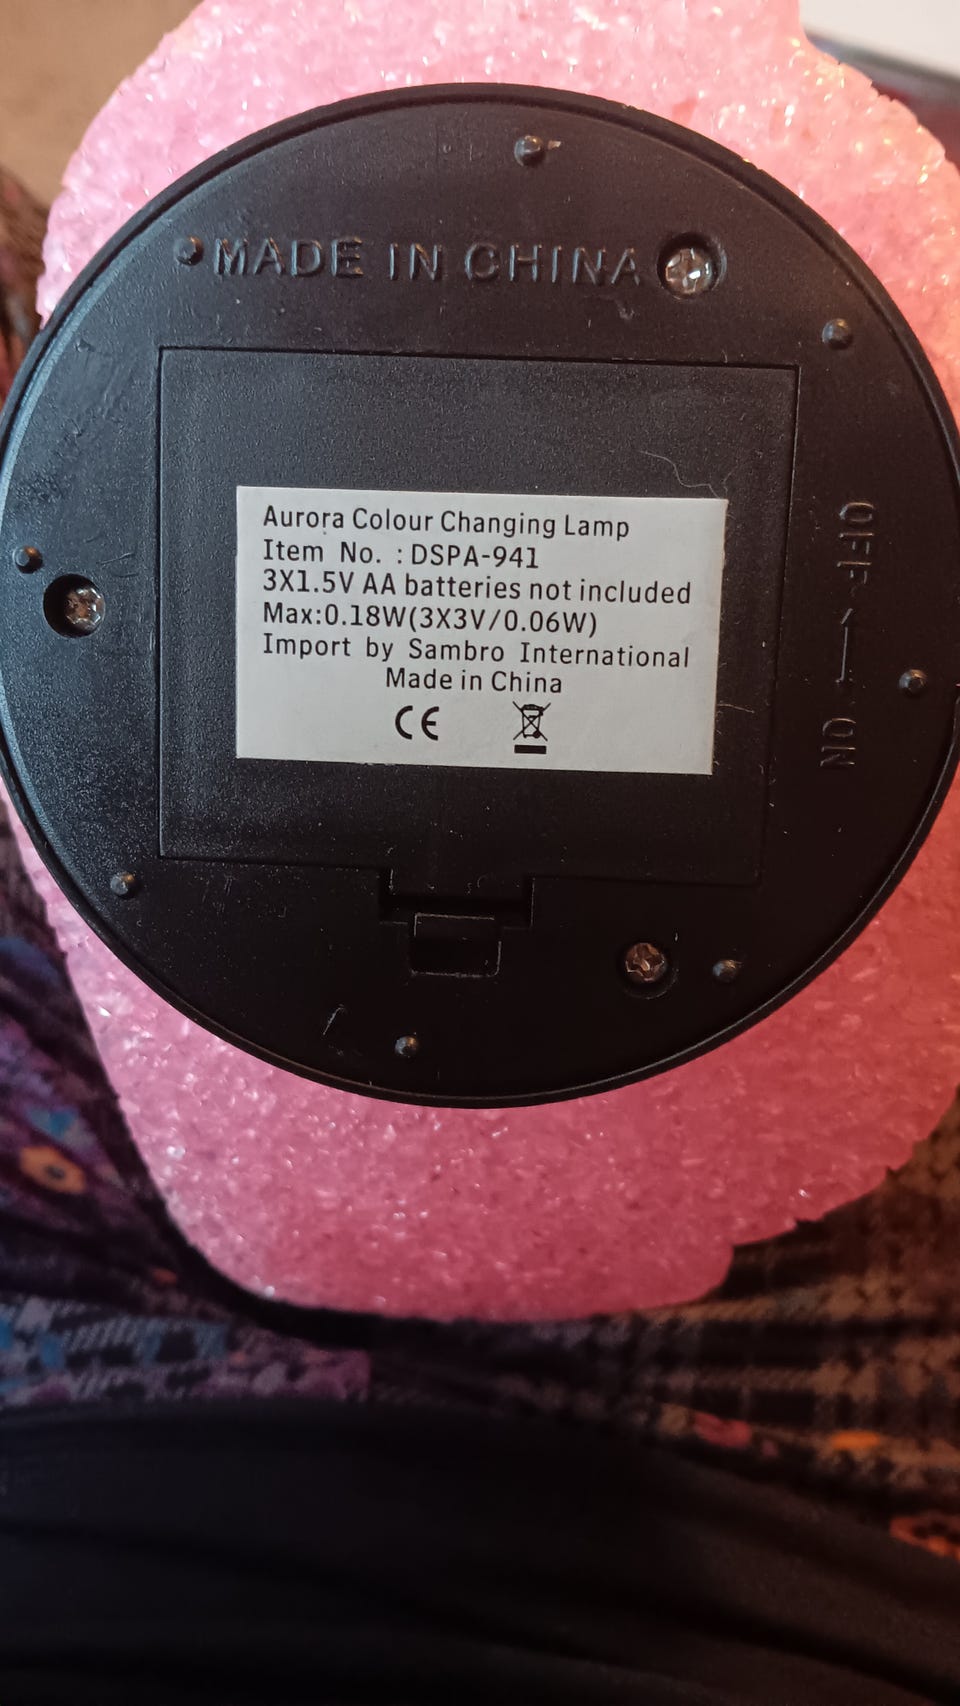 MADE IN CHINA
Aurora Colour Changing Lamp
Item No. : DSPA-941
3X1.5V AA batteries not included
Max:0.18W(3X3V/0.06W)
Import by Sambro International
Made in China
CE
OFF ON